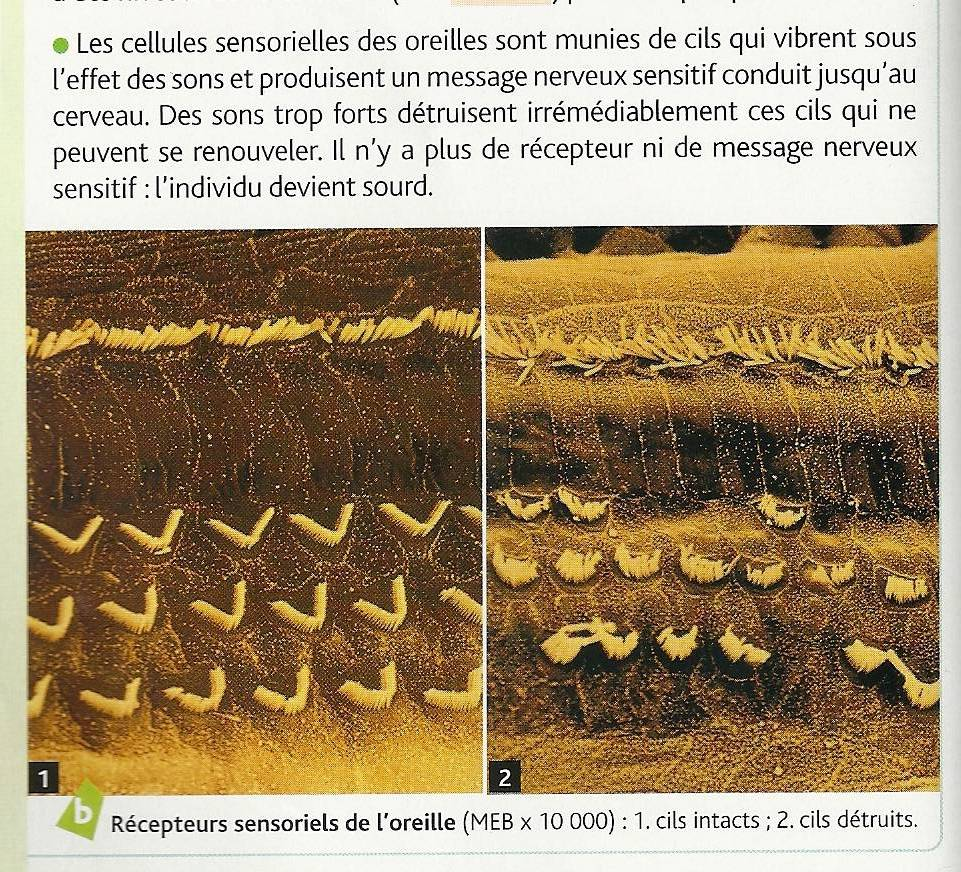 ● Les cellules sensorielles des oreilles sont munies de cils qui vibrent sous
l'effet des sons et produisent un message nerveux sensitif conduit jusqu'au
cerveau. Des sons trop forts détruisent irrémédiablement ces cils qui ne
peuvent se renouveler. Il n'y a plus de récepteur ni de message nerveux
sensitif : l'individu devient sourd.
1
2
b
Récepteurs sensoriels de l'oreille (MEB x 10 000) : 1. cils intacts ; 2. cils détruits.